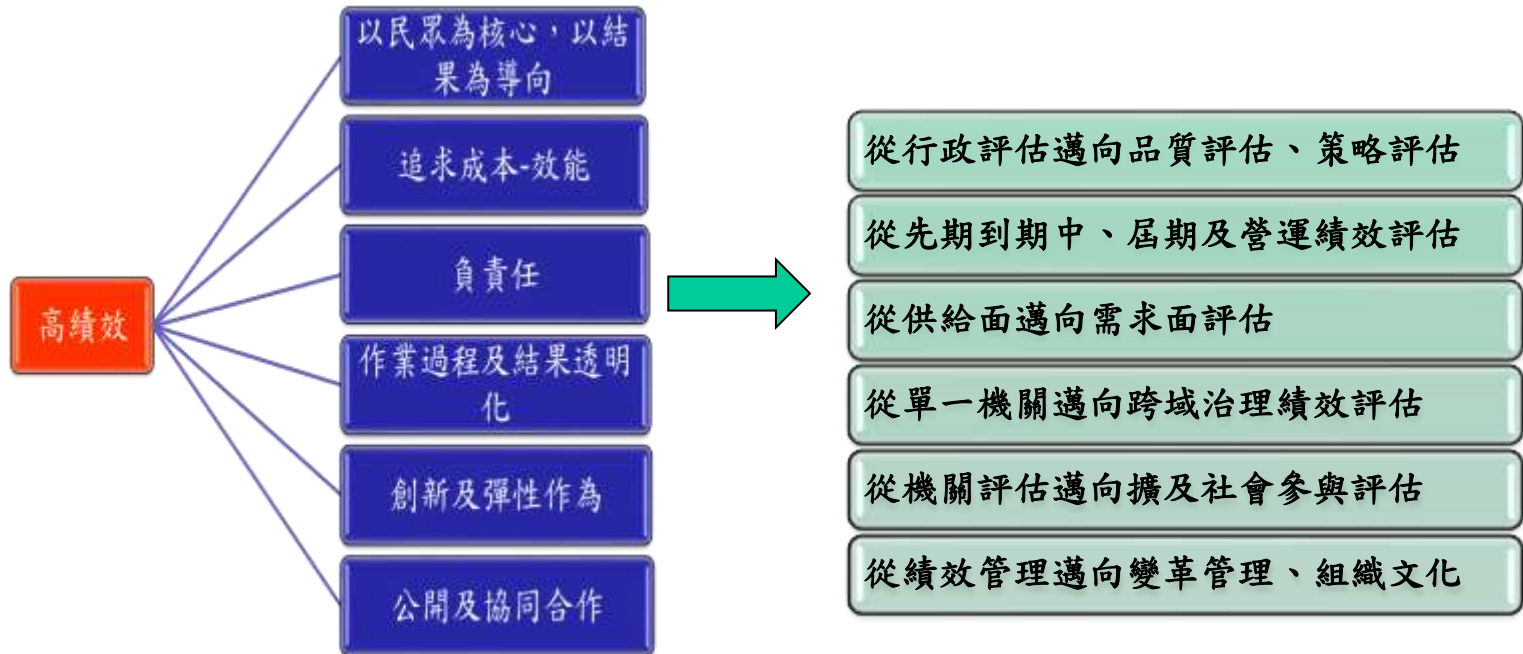 高績效
以民眾為核心，以結
果為導向
追求成本-效能
負責任
作業過程及結果透明
化
創新及彈性作為
公開及協同合作
從行政評估邁向品質評估、策略評估
從先期到期中、屆期及營運績效評估
從供給面邁向需求面評估
從單一機關邁向跨域治理績效評估
從機關評估邁向擴及社會參與評估
從績效管理邁向變革管理、組織文化